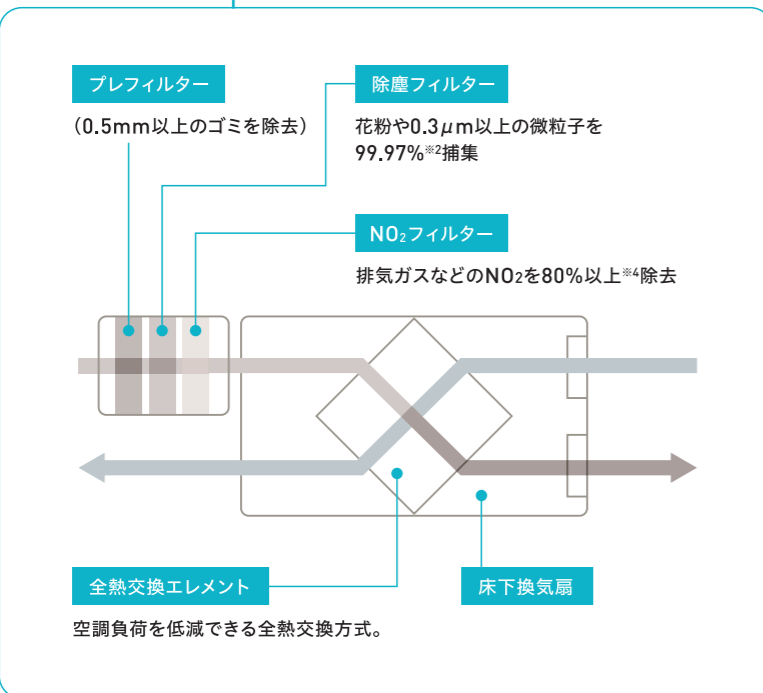 プレフィルター
（0.5mm以上のゴミを除去）
除塵フィルター
花粉や0.3μm以上の微粒子を
99.97%※2捕集
NO2フィルター
排気ガスなどのNO2を80%以上※4除去
全熱交換エレメント
空調負荷を低減できる全熱交換方式。
床下換気扇